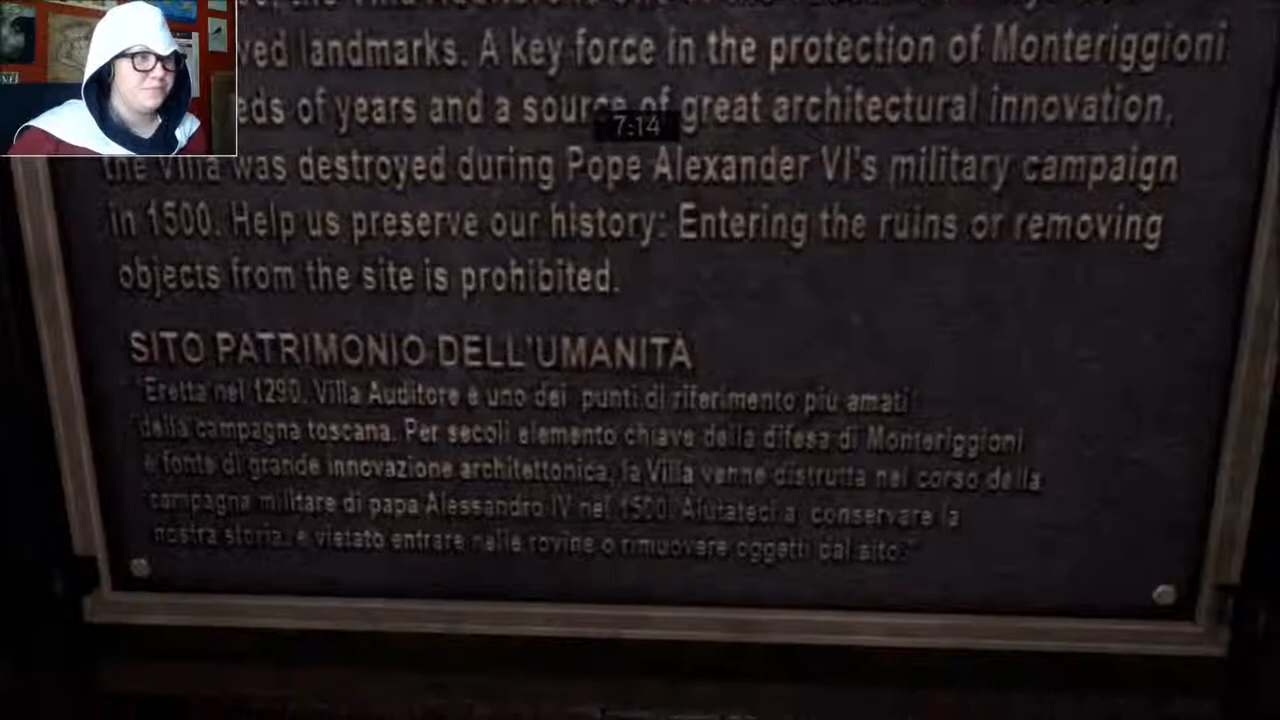 ved landmarks. A key force in the protection of Monteriggioni
eds of years and a source of great architectural innovation,
7:14
the Villa was destroyed during Pope Alexander VI's military campaign
in 1500. Help us preserve our history: Entering the ruins or removing
objects from the site is prohibited.
SITO PATRIMONIO DELL'UMANITÀ
"Eretta nel 1290, Villa Auditore è uno dei punti di riferimento più amati
della campagna toscana. Per secoli elemento chiave della difesa di Monteriggioni
e fonte di grande innovazione architettonica, la Villa venne distrutta nel corso della
campagna militare di papa Alessandro IV nel 1500. Aiutateci a conservare la
nostra storia: è vietato entrare nelle rovine o rimuovere oggetti dal sito."